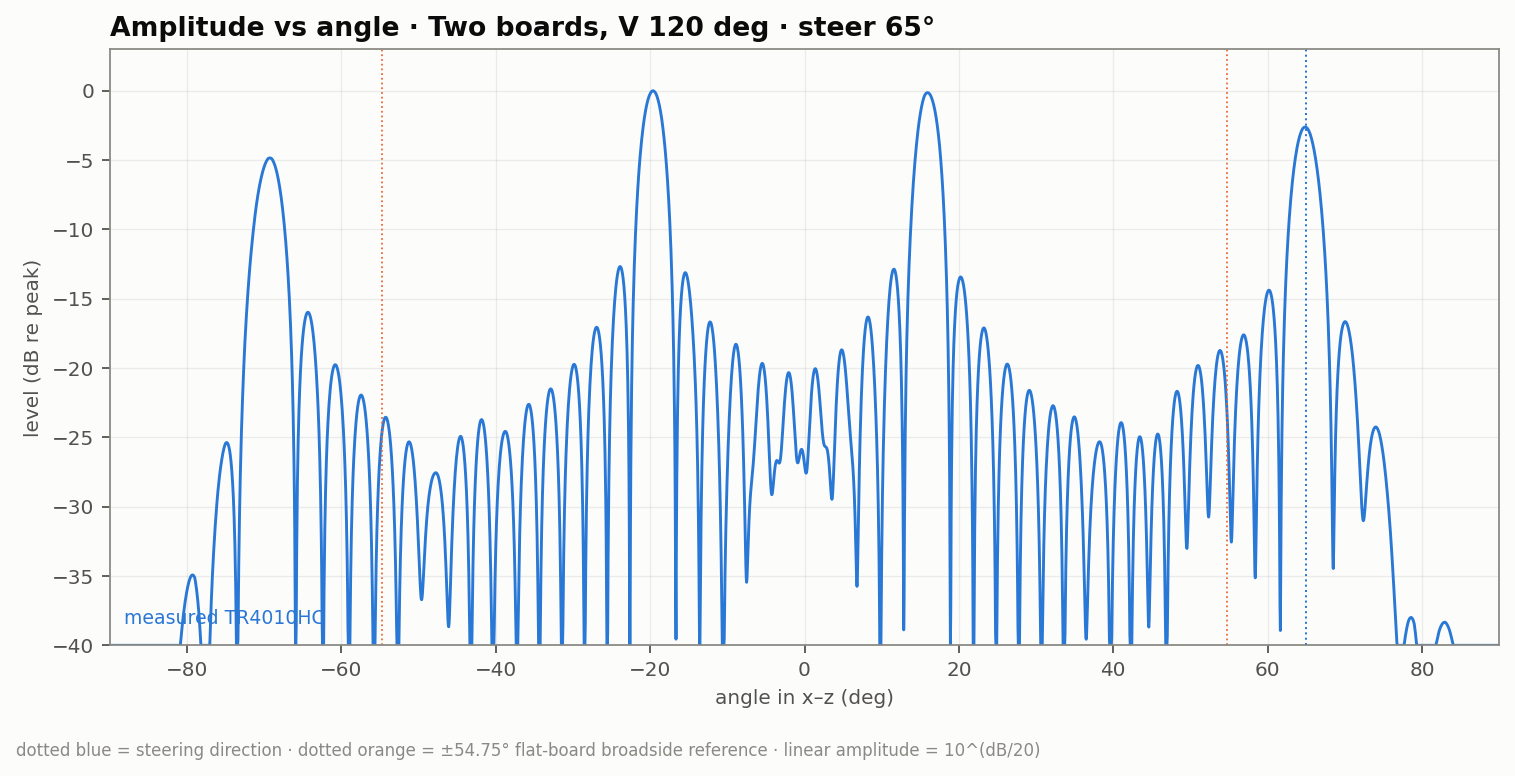 Amplitude vs angle · Two boards, V 120 deg · steer 65°
level (dB re peak)
0
−5
−10
−15
−20
−25
−30
−35
−40
measured TR4010HC
−80 −60 −40 −20 0 20 40 60 80
angle in x–z (deg)
dotted blue = steering direction · dotted orange = ±54.75° flat-board broadside reference · linear amplitude = 10^(dB/20)